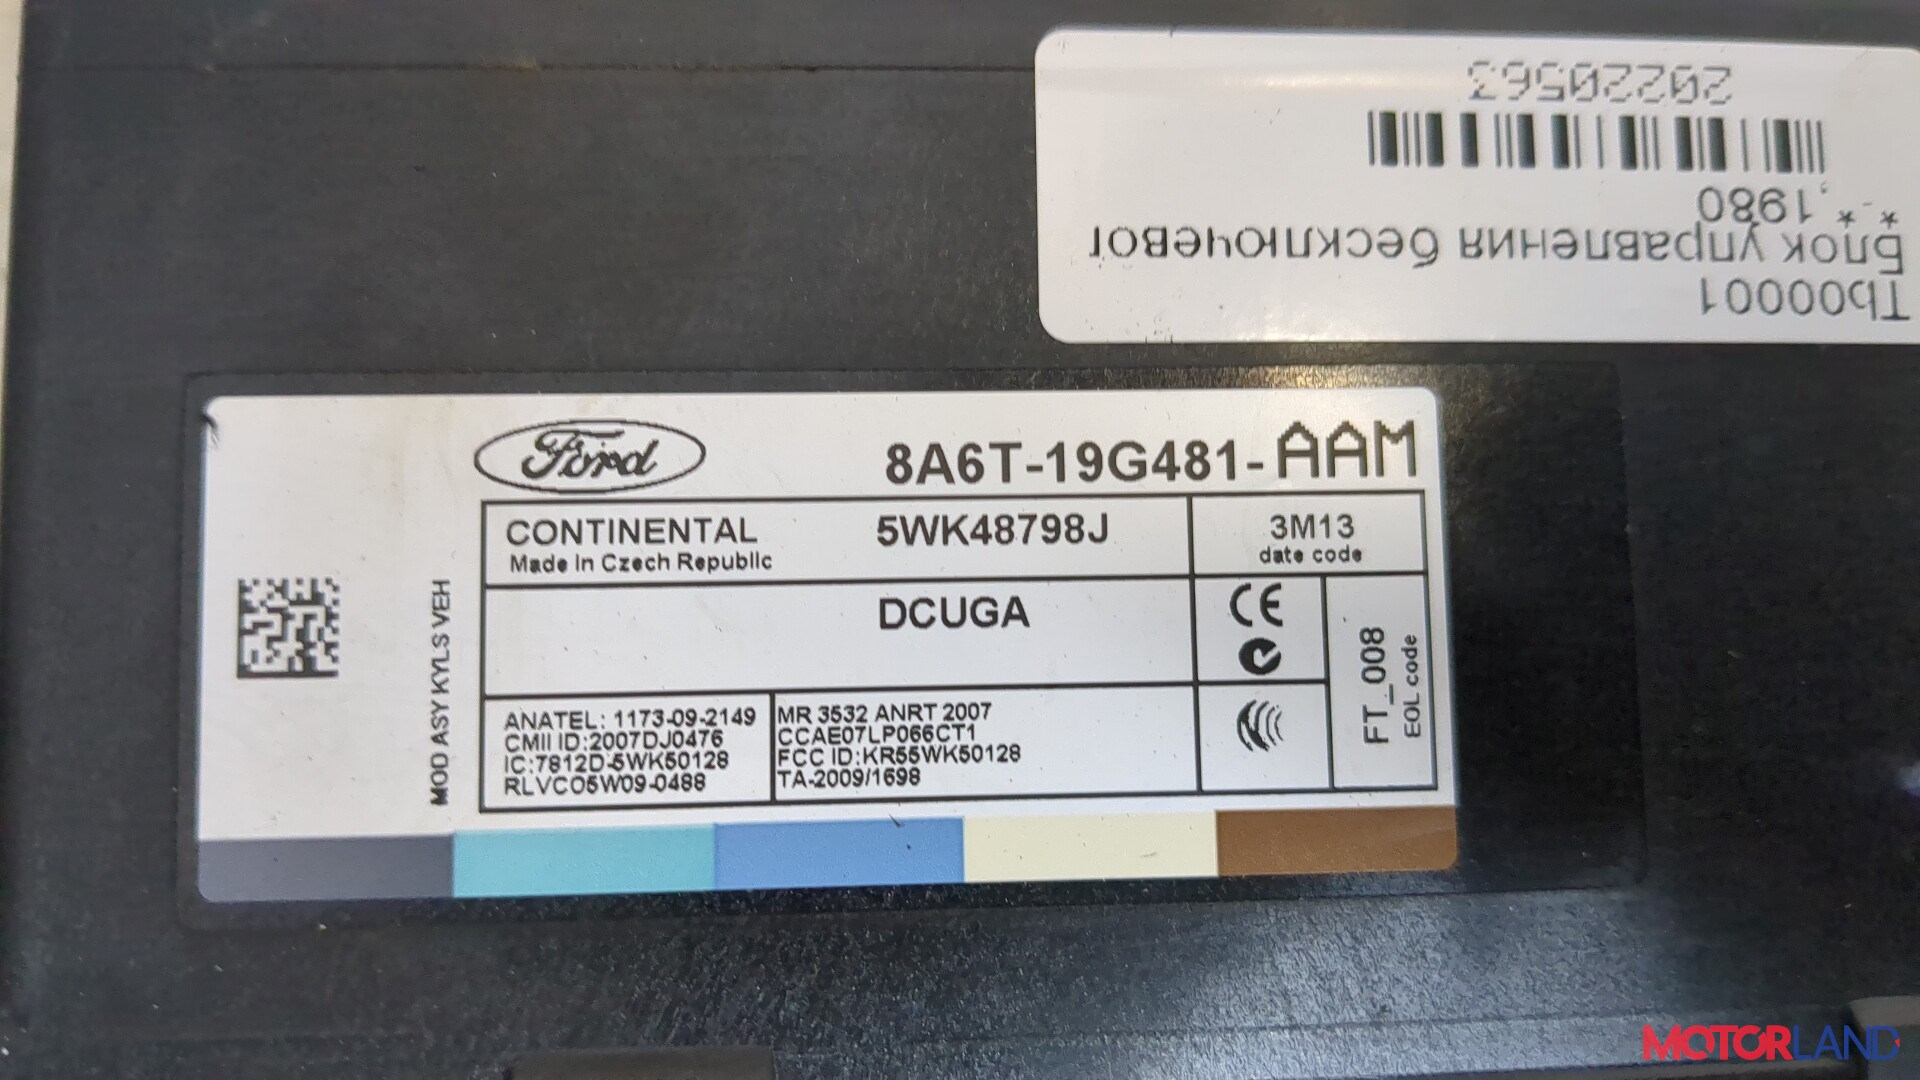 20220563
*-*
,1980
Блок управления бесключевог
Tb00001
Ford
8A6T-19G481-AAM
CONTINENTAL 5WK48798J
Made In Czech Republic
3M13
date code
DCUGA
CE
FT_008
EOL code
MOD ASY KYLS VEH
ANATEL: 1173-09-2149
CMII ID:2007DJ0476
IC:7812D-5WK50128
RLVCO5W09-0488
MR 3532 ANRT 2007
CCAE07LP066CT1
FCC ID:KR55WK50128
TA-2009/1698
MOTORLAND